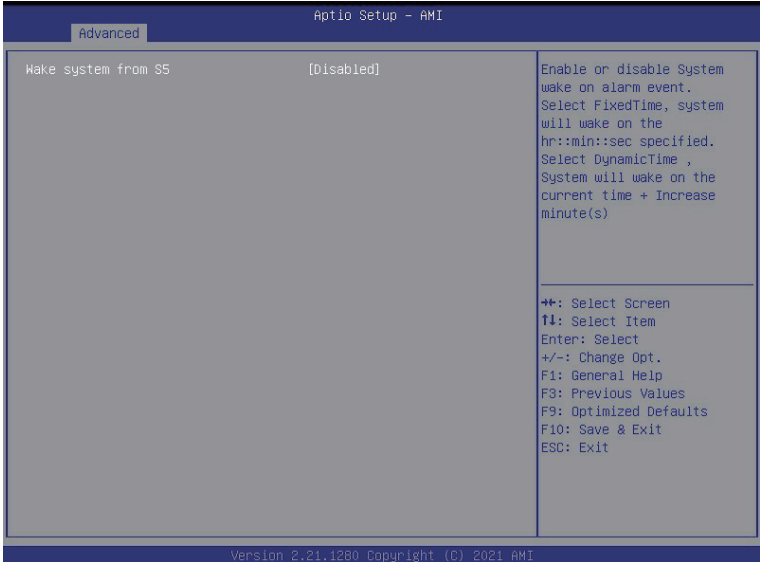 Aptio Setup – AMI
Advanced
Wake system from S5 [Disabled]
Enable or disable System
wake on alarm event.
Select FixedTime, system
will wake on the
hr::min::sec specified.
Select DynamicTime ,
System will wake on the
current time + Increase
minute(s)
→←: Select Screen
↑↓: Select Item
Enter: Select
+/-: Change Opt.
F1: General Help
F3: Previous Values
F9: Optimized Defaults
F10: Save & Exit
ESC: Exit
Version 2.21.1280 Copyright (C) 2021 AMI